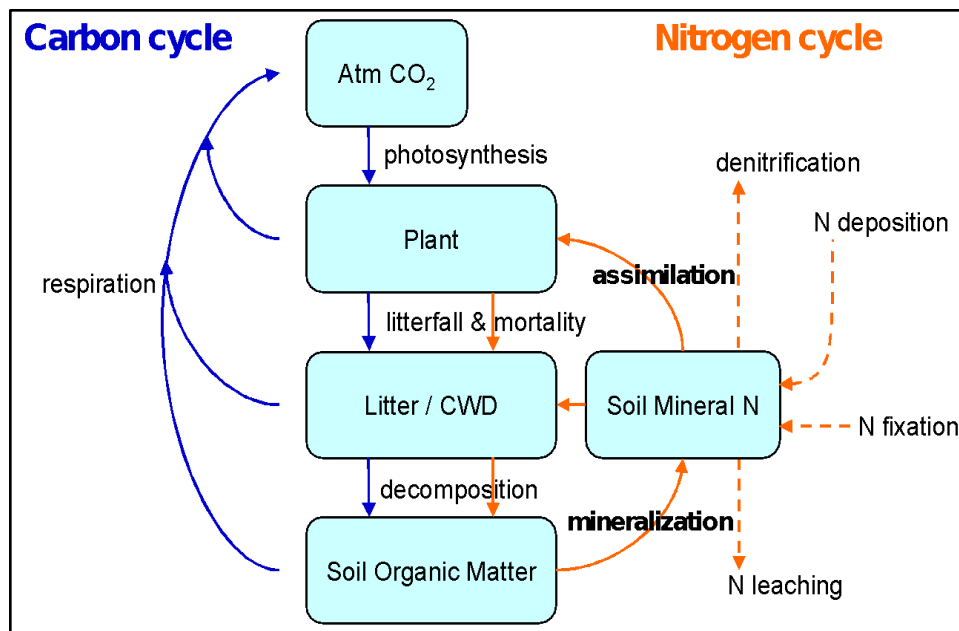 Carbon cycle
Nitrogen cycle
Atm CO₂
photosynthesis
denitrification
Plant
N deposition
assimilation
respiration
litterfall & mortality
Litter / CWD
Soil Mineral N
N fixation
decomposition
mineralization
Soil Organic Matter
N leaching